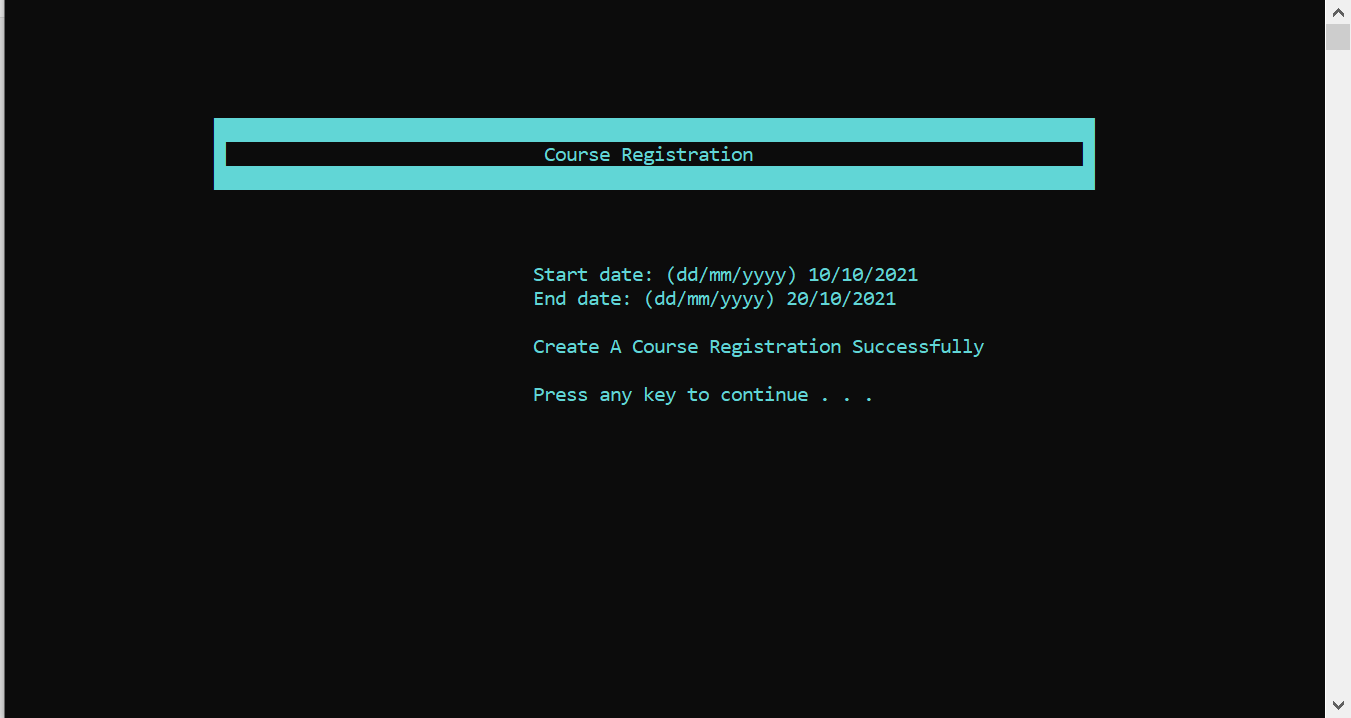 Course Registration
Start date: (dd/mm/yyyy) 10/10/2021
End date: (dd/mm/yyyy) 20/10/2021
Create A Course Registration Successfully
Press any key to continue . . .